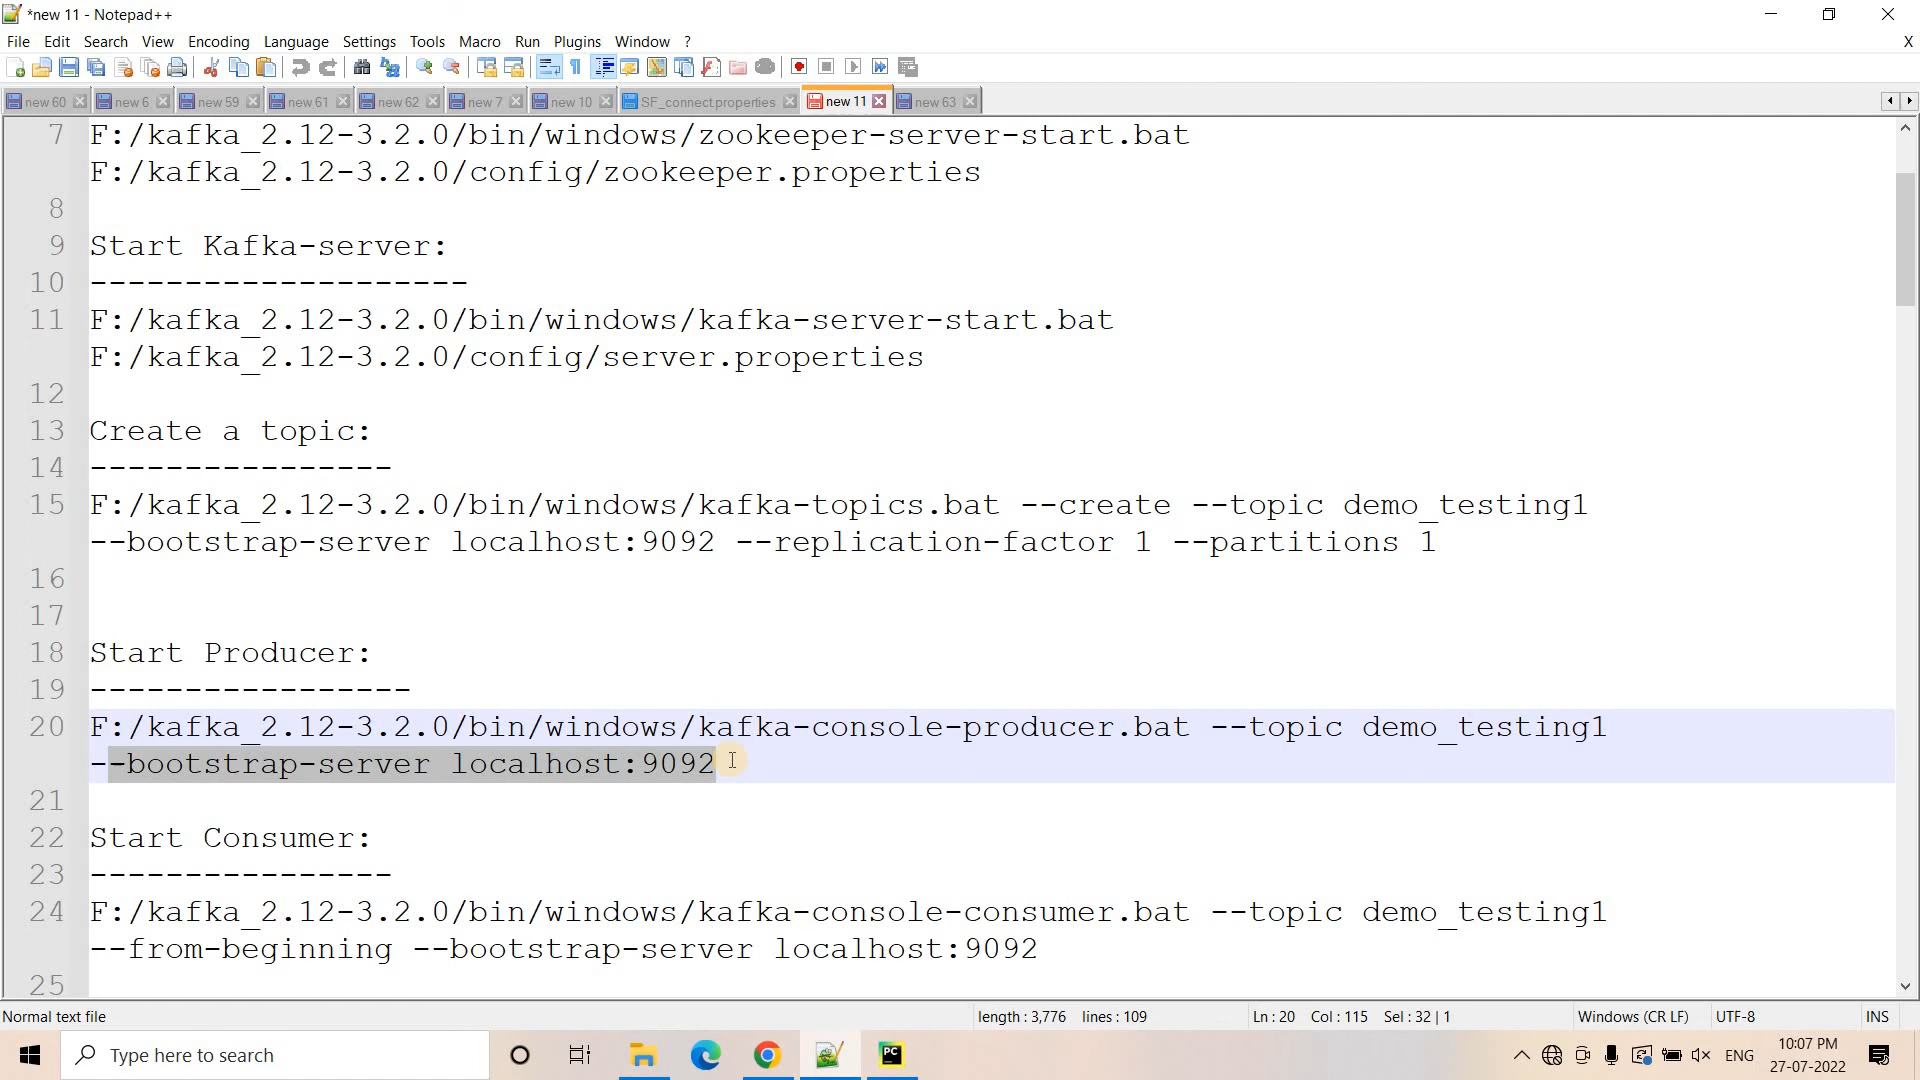 *new 11 - Notepad++
File Edit Search View Encoding Language Settings Tools Macro Run Plugins Window ? X
new 60 new 6 new 59 new 61 new 62 new 7 new 10 SF_connect.properties new 11 new 63
7 F:/kafka_2.12-3.2.0/bin/windows/zookeeper-server-start.bat
F:/kafka_2.12-3.2.0/config/zookeeper.properties
8
9 Start Kafka-server:
10 --------------------
11 F:/kafka_2.12-3.2.0/bin/windows/kafka-server-start.bat
F:/kafka_2.12-3.2.0/config/server.properties
12
13 Create a topic:
14 ----------------
15 F:/kafka_2.12-3.2.0/bin/windows/kafka-topics.bat --create --topic demo_testing1
--bootstrap-server localhost:9092 --replication-factor 1 --partitions 1
16
17
18 Start Producer:
19 -----------------
20 F:/kafka_2.12-3.2.0/bin/windows/kafka-console-producer.bat --topic demo_testing1
--bootstrap-server localhost:9092
21
22 Start Consumer:
23 ----------------
24 F:/kafka_2.12-3.2.0/bin/windows/kafka-console-consumer.bat --topic demo_testing1
--from-beginning --bootstrap-server localhost:9092
25
Normal text file length : 3,776 lines : 109 Ln : 20 Col : 115 Sel : 32 | 1 Windows (CR LF) UTF-8 INS
Type here to search PC ENG 10:07 PM
27-07-2022